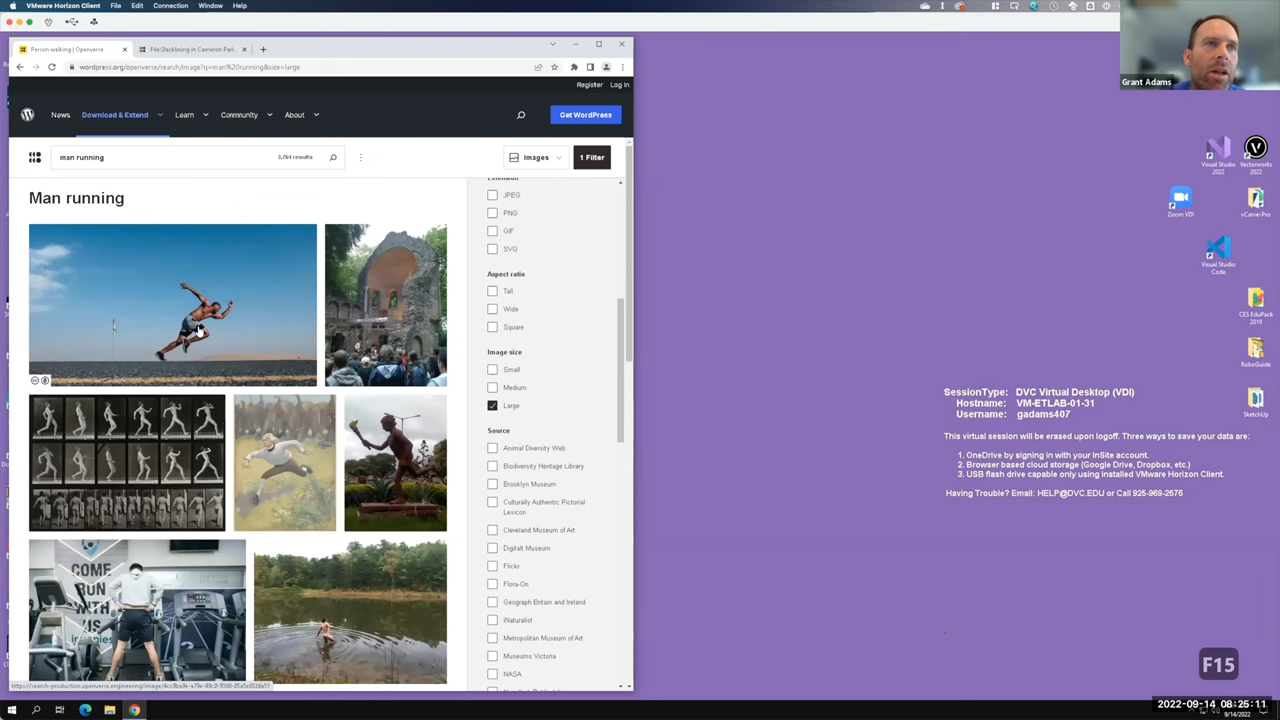 VMware Horizon Client File Edit Connection Window Help
Grant Adams
Person walking | Openverse
File:Slacklining in Cameron Park
wordpress.org/openverse/search/image?q=man%20running&size=large
Register Log in
News Download & Extend Learn Community About Get WordPress
man running 3,764 results Images 1 Filter
Man running
Extension
JPEG
PNG
GIF
SVG
Aspect ratio
Tall
Wide
Square
Image size
Small
Medium
Large
Source
Animal Diversity Web
Biodiversity Heritage Library
Brooklyn Museum
Culturally Authentic Pictorial
Lexicon
Cleveland Museum of Art
Digitalt Museum
Flickr
Flora-On
Geograph Britain and Ireland
iNaturalist
Metropolitan Museum of Art
Museums Victoria
NASA
COME
RUN
WITH
US
Visual Studio
2022
Vectorworks
2022
Zoom VDI
vCarve-Pro
Visual Studio
Code
CES EduPack
2019
RoboGuide
SketchUp
SessionType: DVC Virtual Desktop (VDI)
Hostname: VM-ETLAB-01-31
Username: gadams407
This virtual session will be erased upon logoff. Three ways to save your data are:
1. OneDrive by signing in with your InSite account.
2. Browser based cloud storage (Google Drive, Dropbox, etc.)
3. USB flash drive capable only using installed VMware Horizon Client.
Having Trouble? Email: HELP@DVC.EDU or Call 925-969-2576
F15
2022-09-14 08:25:11
9/14/2022